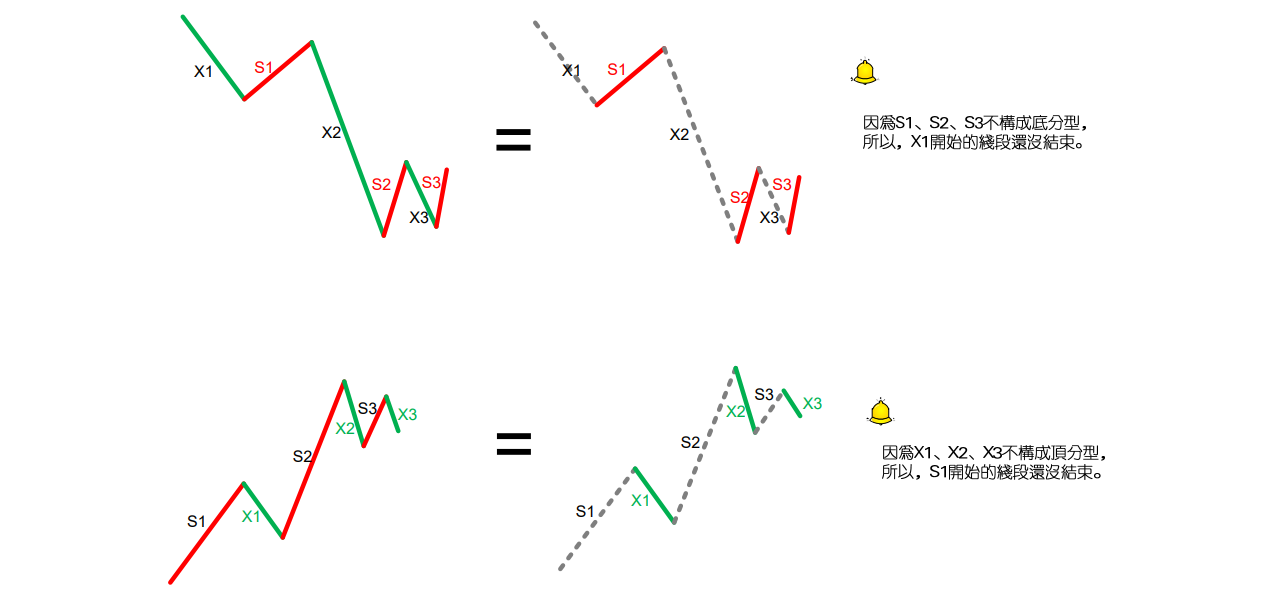 X1
S1
X2
S2
S3
X3
=
X1
S1
X2
S2
S3
X3
因爲S1、S2、S3不構成底分型，
所以，X1開始的綫段還沒結束。
S1
X1
S2
X2
S3
X3
=
S1
X1
S2
X2
S3
X3
因爲X1、X2、X3不構成頂分型，
所以，S1開始的綫段還沒結束。